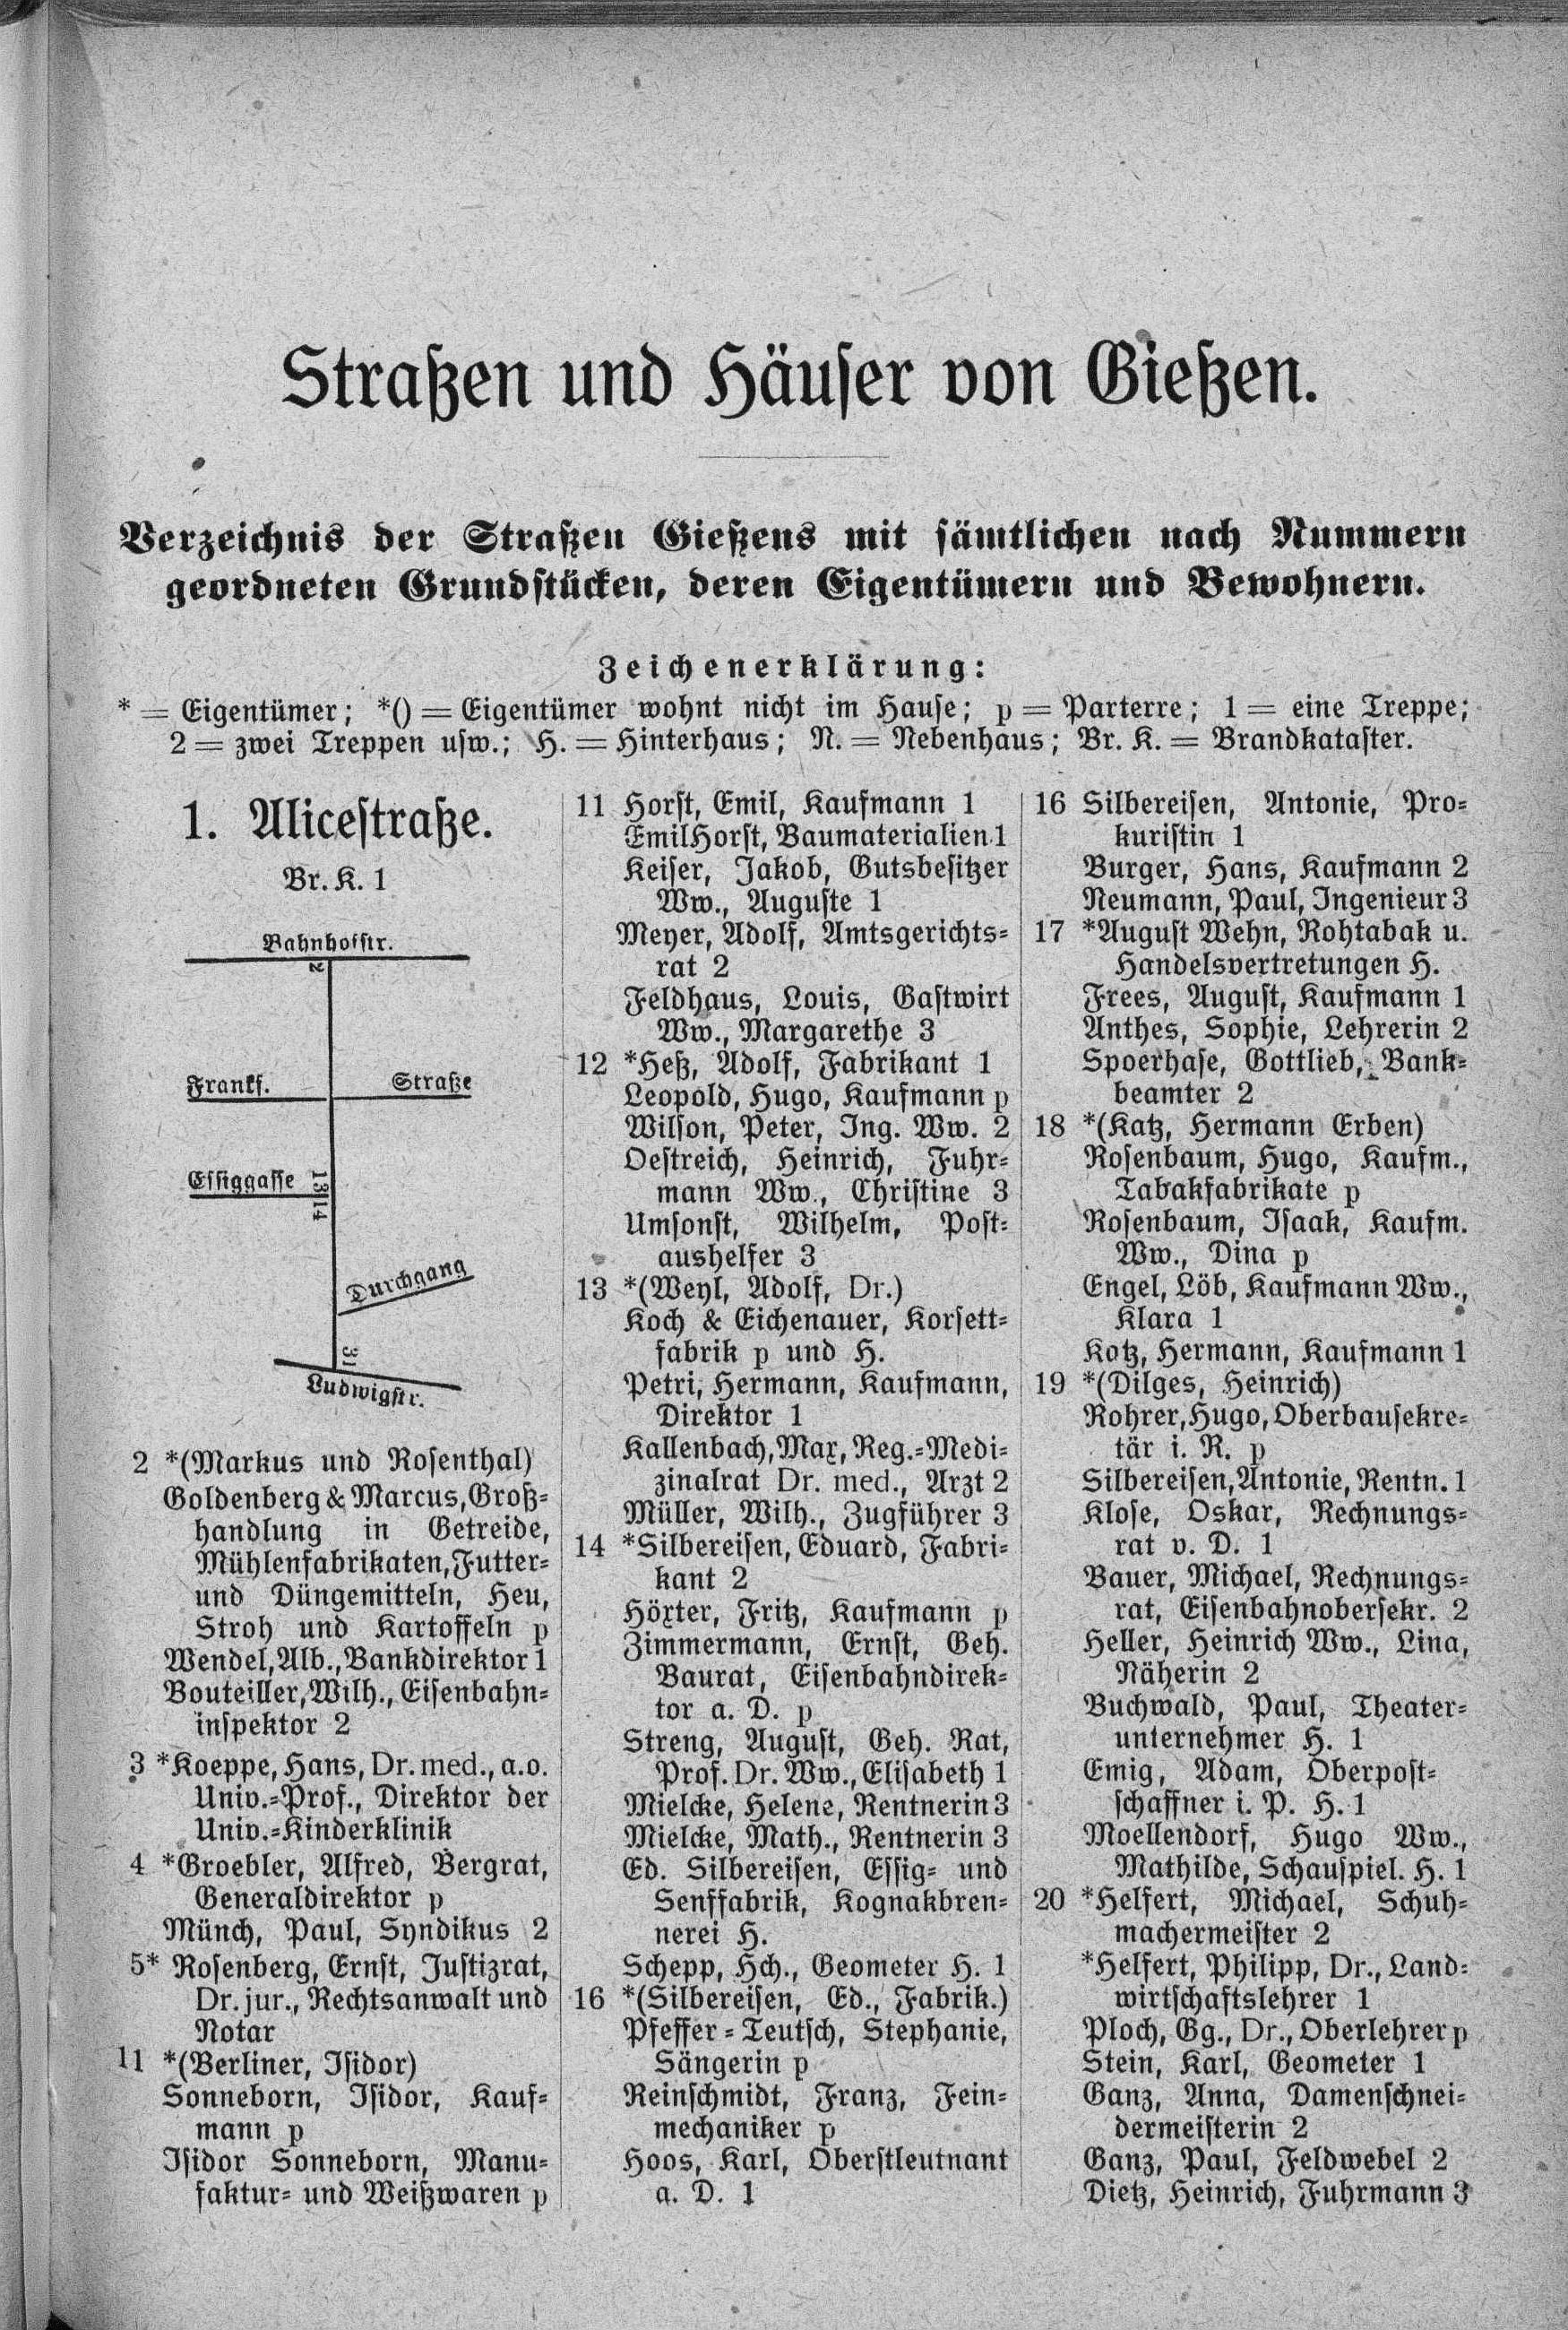 Straßen und Häuser von Gießen.
Verzeichnis der Straßen Gießens mit sämtlichen nach Nummern
geordneten Grundstücken, deren Eigentümern und Bewohnern.
Zeichenerklärung:
* = Eigentümer; *() = Eigentümer wohnt nicht im Hause; p = Parterre; 1 = eine Treppe;
2 = zwei Treppen usw.; H. = Hinterhaus; N. = Nebenhaus; Br. K. = Brandkataster.
1. Alicestraße.
Br. K. 1
Bahnhofstr.
2
Frankf. Straße
Essiggasse 13 14
Durchgang
31
Ludwigstr.
2 *(Markus und Rosenthal)
Goldenberg & Marcus, Groß-
handlung in Getreide,
Mühlenfabrikaten, Futter-
und Düngemitteln, Heu,
Stroh und Kartoffeln p
Wendel, Alb., Bankdirektor 1
Bouteiller, Wilh., Eisenbahn-
inspektor 2
3 *Koeppe, Hans, Dr. med., a.o.
Univ.-Prof., Direktor der
Univ.-Kinderklinik
4 *Groebler, Alfred, Bergrat,
Generaldirektor p
Münch, Paul, Syndikus 2
5* Rosenberg, Ernst, Justizrat,
Dr. jur., Rechtsanwalt und
Notar
11 *(Berliner, Isidor)
Sonneborn, Isidor, Kauf-
mann p
Isidor Sonneborn, Manu-
faktur- und Weißwaren p
11 Horst, Emil, Kaufmann 1
Emil Horst, Baumaterialien 1
Keiser, Jakob, Gutsbesitzer
Ww., Auguste 1
Meyer, Adolf, Amtsgerichts-
rat 2
Feldhaus, Louis, Gastwirt
Ww., Margarethe 3
12 *Heß, Adolf, Fabrikant 1
Leopold, Hugo, Kaufmann p
Wilson, Peter, Ing. Ww. 2
Oestreich, Heinrich, Fuhr-
mann Ww., Christine 3
Umsonst, Wilhelm, Post-
aushelfer 3
13 *(Weyl, Adolf, Dr.)
Koch & Eichenauer, Korsett-
fabrik p und H.
Petri, Hermann, Kaufmann,
Direktor 1
Kallenbach, Max, Reg.-Medi-
zinalrat Dr. med., Arzt 2
Müller, Wilh., Zugführer 3
14 *Silbereisen, Eduard, Fabri-
kant 2
Höxter, Fritz, Kaufmann p
Zimmermann, Ernst, Geh.
Baurat, Eisenbahndirek-
tor a. D. p
Streng, August, Geh. Rat,
Prof. Dr. Ww., Elisabeth 1
Mielcke, Helene, Rentnerin 3
Mielcke, Math., Rentnerin 3
Ed. Silbereisen, Essig- und
Senffabrik, Kognakbren-
nerei H.
Schepp, Hch., Geometer H. 1
16 *(Silbereisen, Ed., Fabrik.)
Pfeffer-Teutsch, Stephanie,
Sängerin p
Reinschmidt, Franz, Fein-
mechaniker p
Hoos, Karl, Oberstleutnant
a. D. 1
16 Silbereisen, Antonie, Pro-
kuristin 1
Burger, Hans, Kaufmann 2
Neumann, Paul, Ingenieur 3
17 *August Wehn, Rohtabak u.
Handelsvertretungen H.
Frees, August, Kaufmann 1
Anthes, Sophie, Lehrerin 2
Spoerhase, Gottlieb, Bank-
beamter 2
18 *(Katz, Hermann Erben)
Rosenbaum, Hugo, Kaufm.,
Tabakfabrikate p
Rosenbaum, Isaak, Kaufm.
Ww., Dina p
Engel, Löb, Kaufmann Ww.,
Klara 1
Kotz, Hermann, Kaufmann 1
19 *(Dilges, Heinrich)
Rohrer, Hugo, Oberbausekre-
tär i. R. p
Silbereisen, Antonie, Rentn. 1
Klose, Oskar, Rechnungs-
rat v. D. 1
Bauer, Michael, Rechnungs-
rat, Eisenbahnobersekr. 2
Heller, Heinrich Ww., Lina,
Näherin 2
Buchwald, Paul, Theater-
unternehmer H. 1
Emig, Adam, Oberpost-
schaffner i. P. H. 1
Moellendorf, Hugo Ww.,
Mathilde, Schauspiel. H. 1
20 *Helfert, Michael, Schuh-
machermeister 2
*Helfert, Philipp, Dr., Land-
wirtschaftslehrer 1
Ploch, Gg., Dr., Oberlehrer p
Stein, Karl, Geometer 1
Ganz, Anna, Damenschnei-
dermeisterin 2
Ganz, Paul, Feldwebel 2
Dietz, Heinrich, Fuhrmann 3